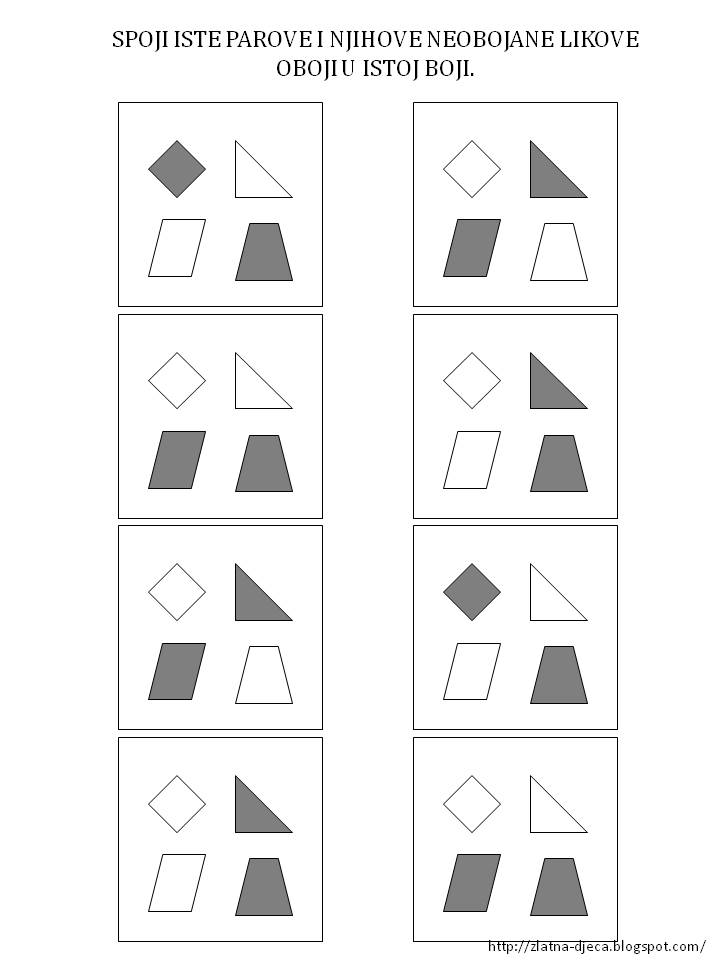 SPOJI ISTE PAROVE I NJIHOVE NEOBOJANE LIKOVE
OBOJI U ISTOJ BOJI.
http://zlatna-djeca.blogspot.com/